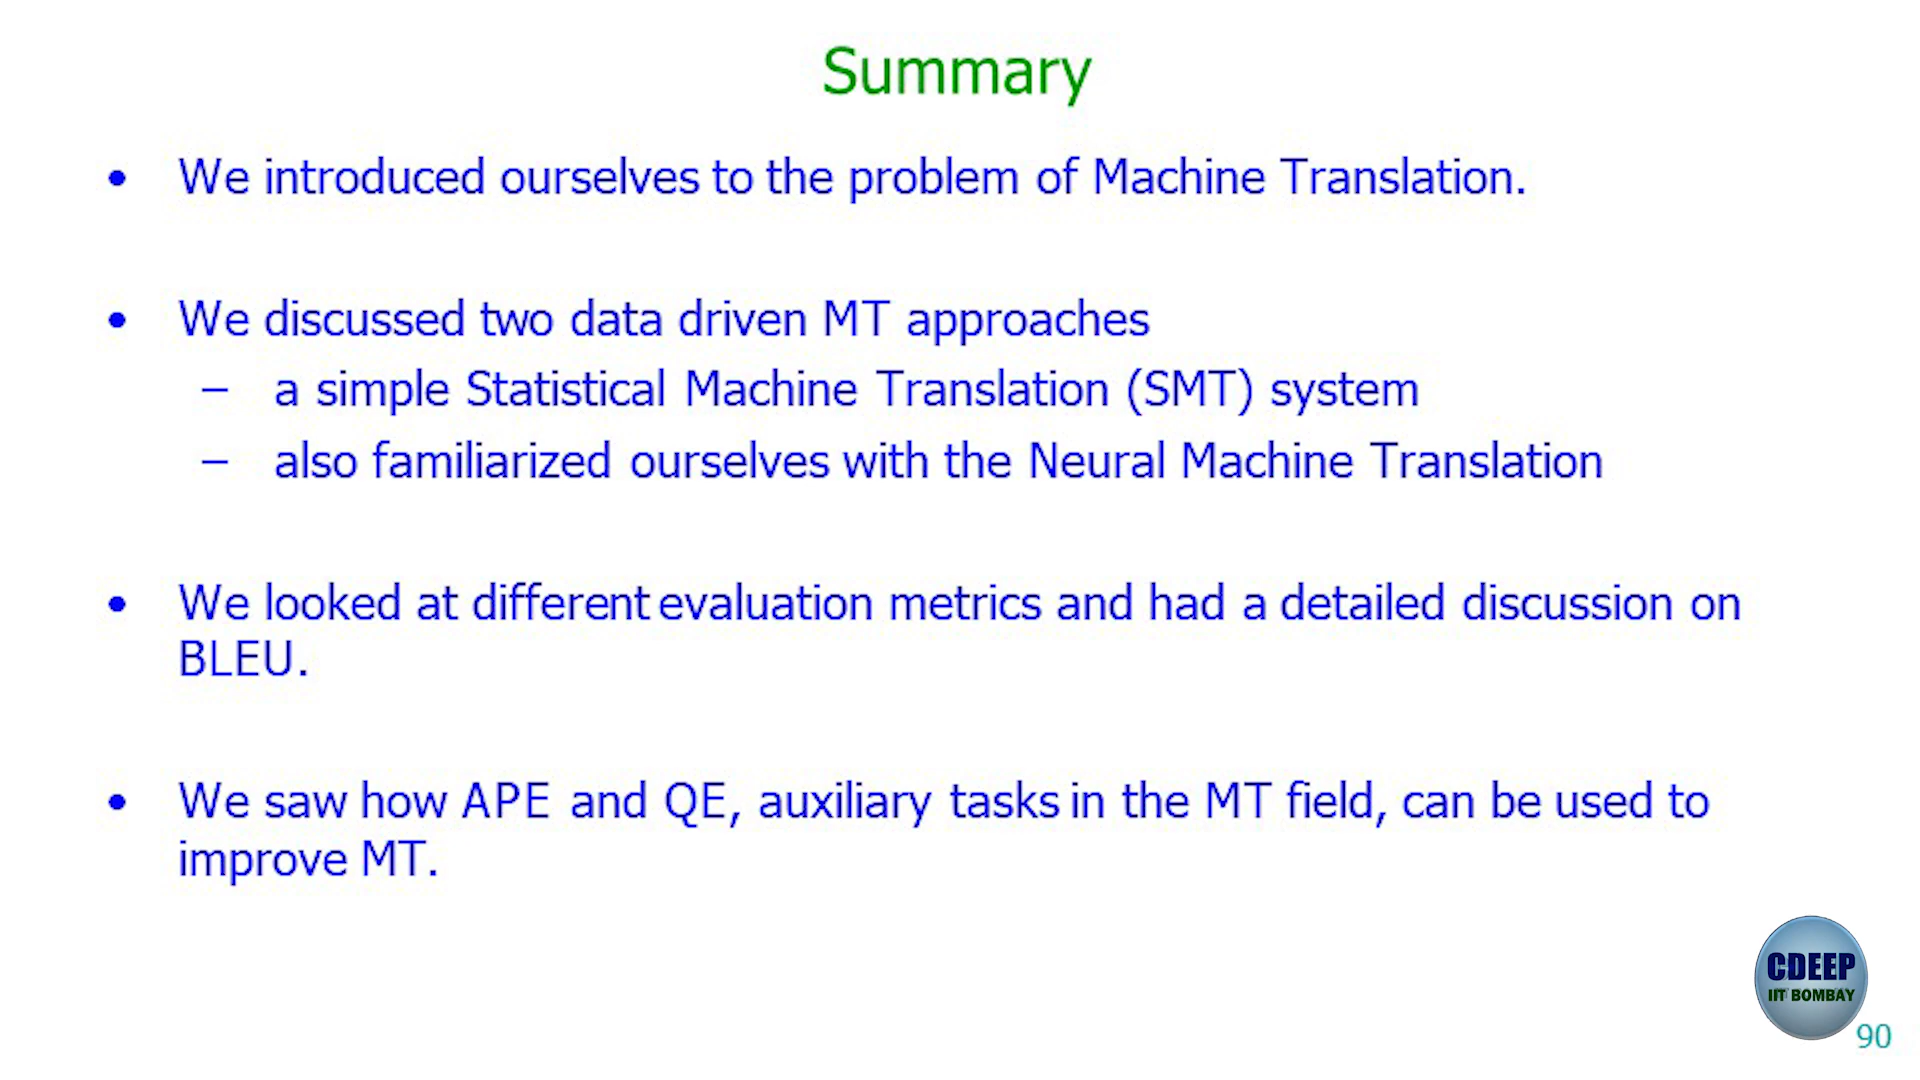 Summary
• We introduced ourselves to the problem of Machine Translation.
• We discussed two data driven MT approaches
– a simple Statistical Machine Translation (SMT) system
– also familiarized ourselves with the Neural Machine Translation
• We looked at different evaluation metrics and had a detailed discussion on
BLEU.
• We saw how APE and QE, auxiliary tasks in the MT field, can be used to
improve MT.
CDEEP
IIT BOMBAY
90